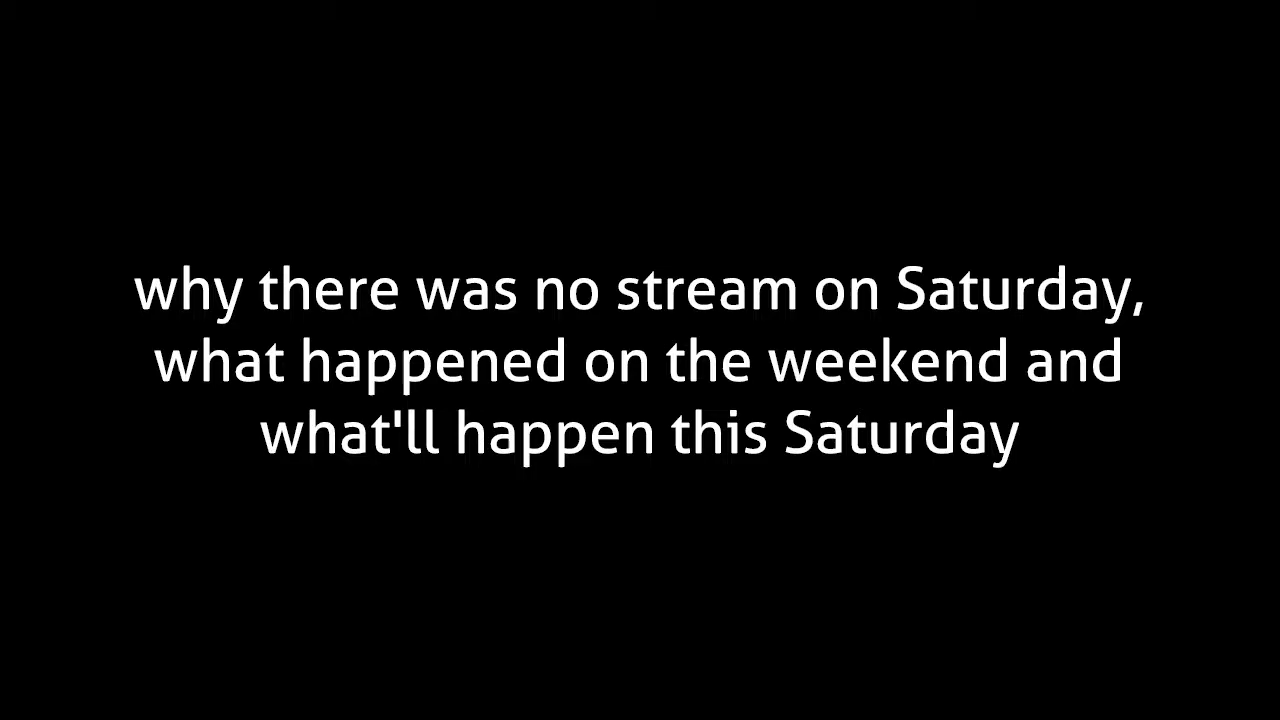 why there was no stream on Saturday,
what happened on the weekend and
what'll happen this Saturday